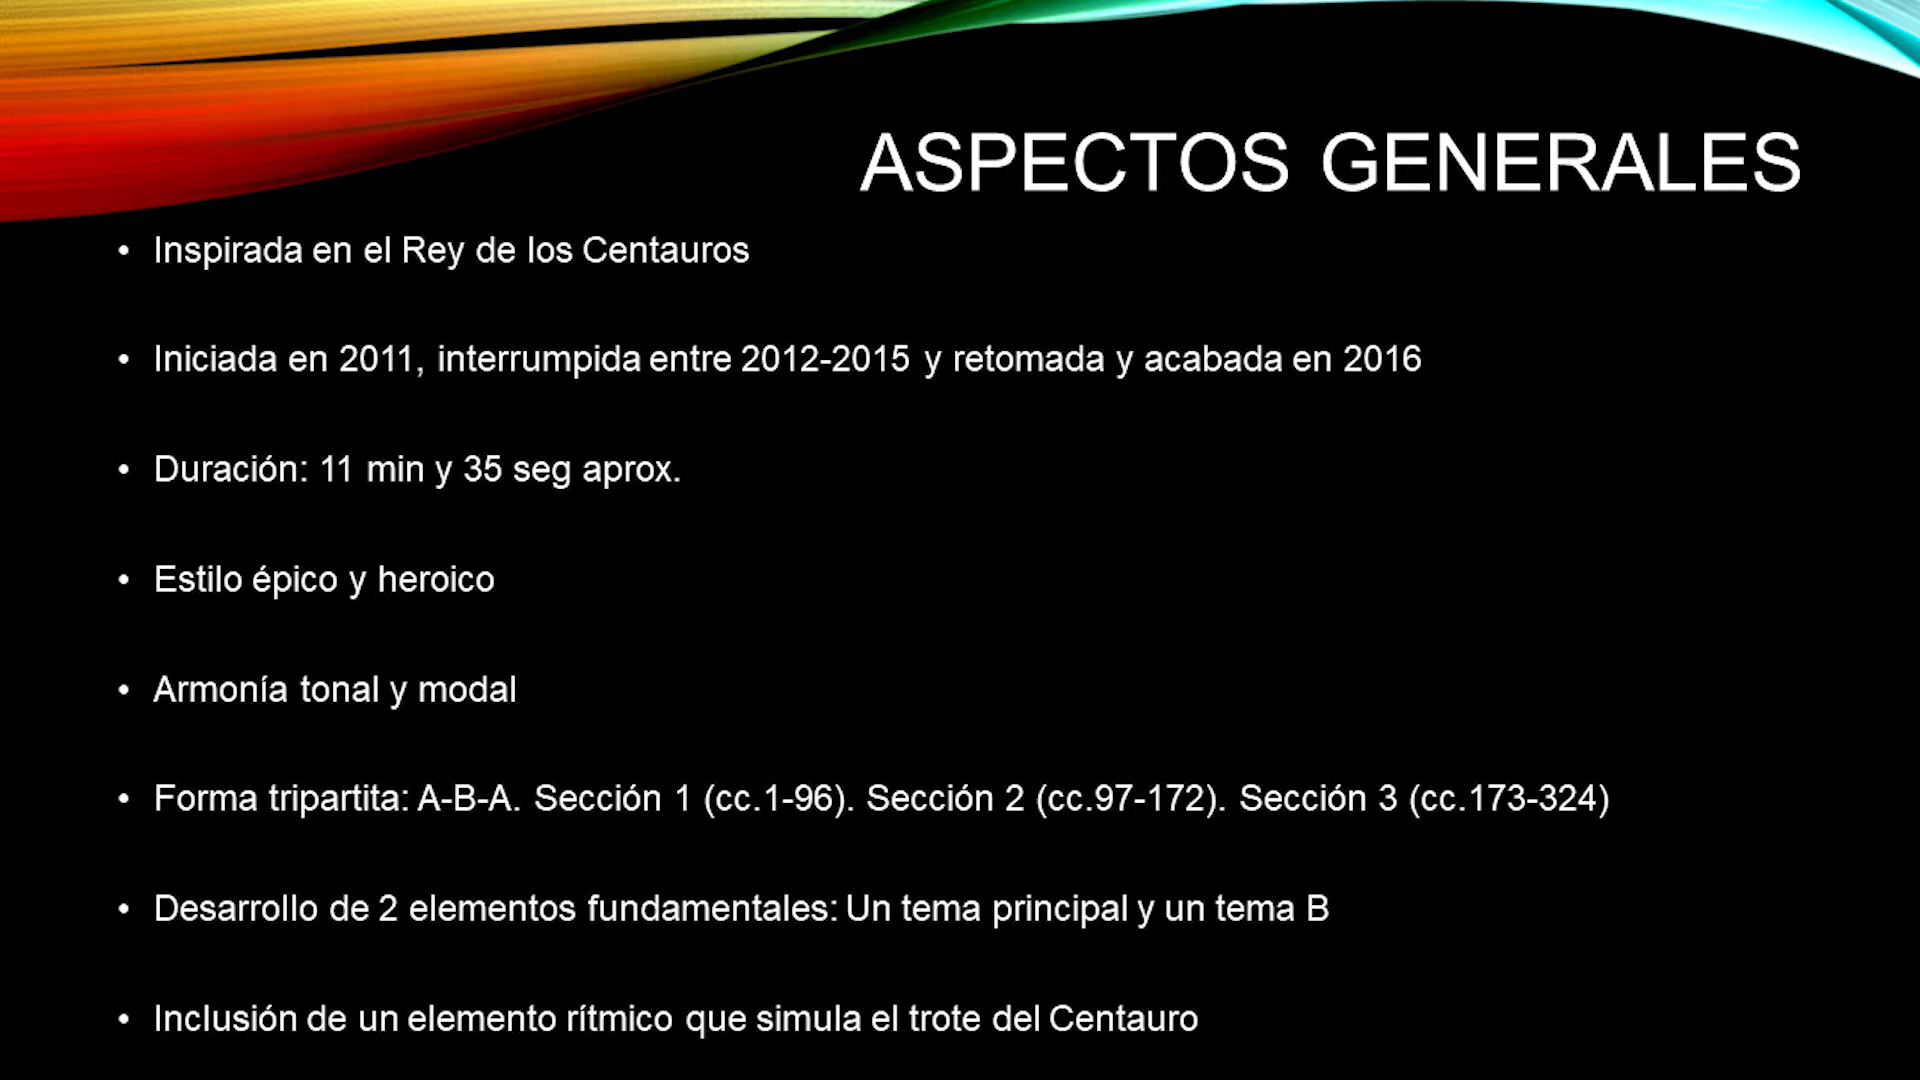 ASPECTOS GENERALES
• Inspirada en el Rey de los Centauros
• Iniciada en 2011, interrumpida entre 2012-2015 y retomada y acabada en 2016
• Duración: 11 min y 35 seg aprox.
• Estilo épico y heroico
• Armonía tonal y modal
• Forma tripartita: A-B-A. Sección 1 (cc.1-96). Sección 2 (cc.97-172). Sección 3 (cc.173-324)
• Desarrollo de 2 elementos fundamentales: Un tema principal y un tema B
• Inclusión de un elemento rítmico que simula el trote del Centauro